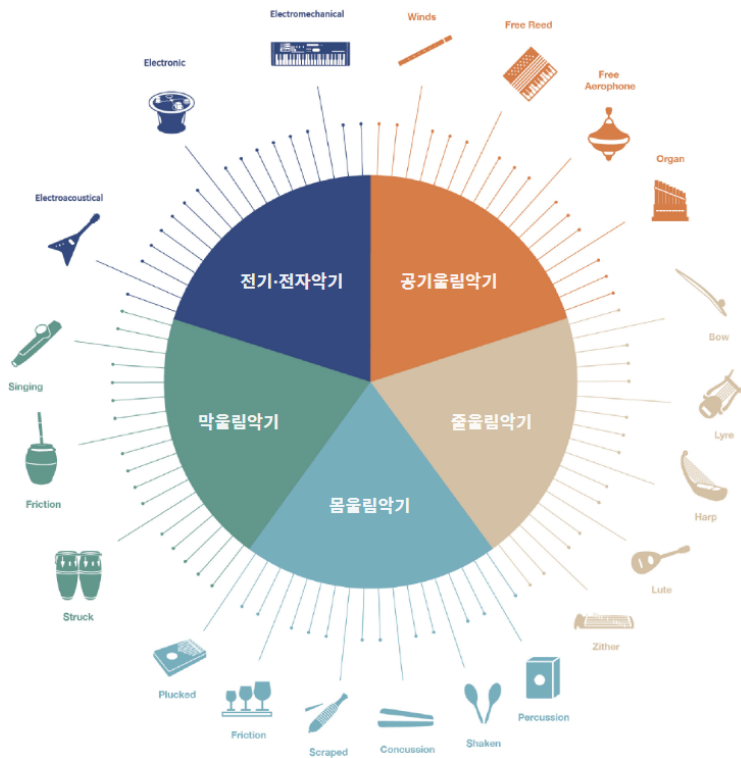 Electromechanical
Winds
Free Reed
Electronic
Free
Aerophone
Organ
Electroacoustical
전기·전자악기
공기울림악기
Bow
Singing
막울림악기
줄울림악기
Lyre
Friction
몸울림악기
Harp
Lute
Struck
Zither
Plucked
Friction
Scraped
Concussion
Shaken
Percussion